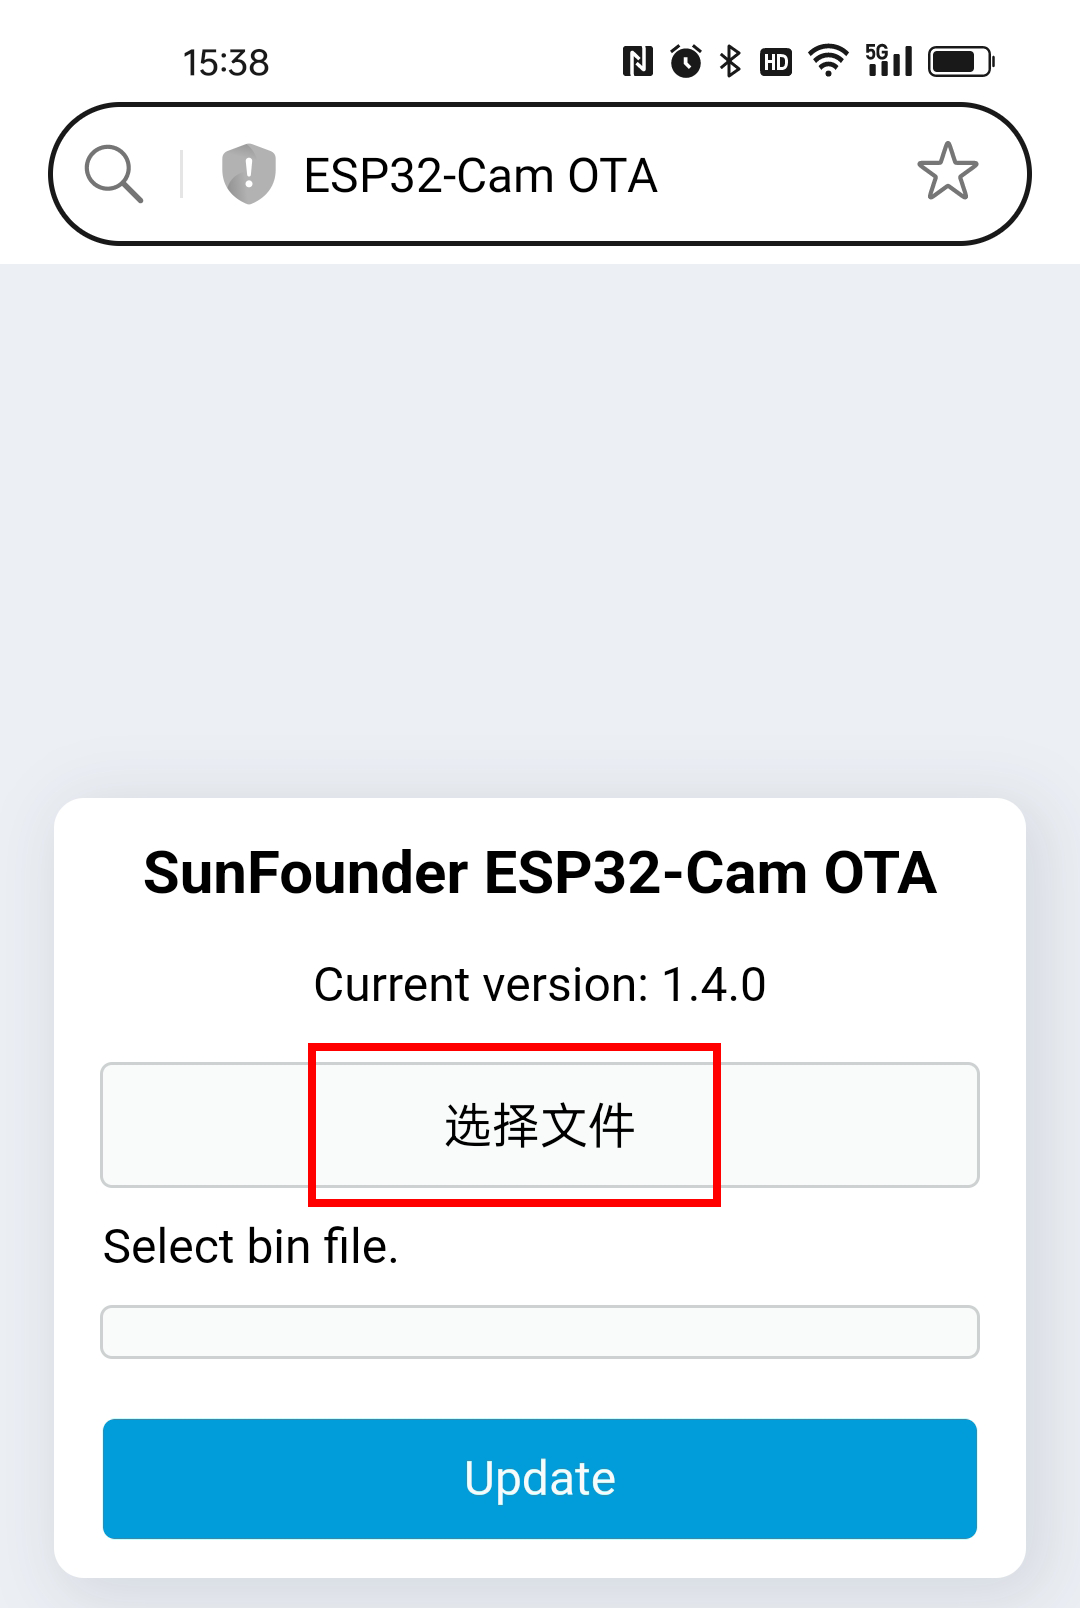 15:38
HD
5G
ESP32-Cam OTA
SunFounder ESP32-Cam OTA
Current version: 1.4.0
选择文件
Select bin file.
Update